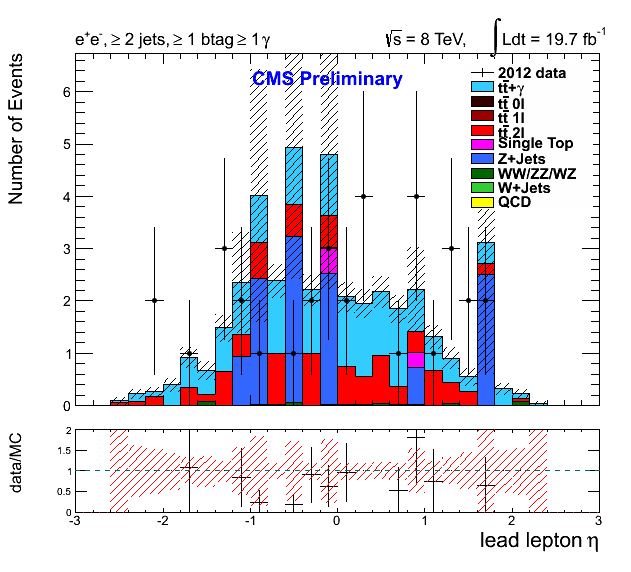 e⁺e⁻, ≥ 2 jets, ≥ 1 btag ≥ 1 γ √s = 8 TeV, ∫ Ldt = 19.7 fb⁻¹
CMS Preliminary
2012 data
tt̄+γ
tt̄ 0l
tt̄ 1l
tt̄ 2l
Single Top
Z+Jets
WW/ZZ/WZ
W+Jets
QCD
Number of Events
6
5
4
3
2
1
0
data/MC
2
1.5
1
0.5
0
-3 -2 -1 0 1 2 3
lead lepton η